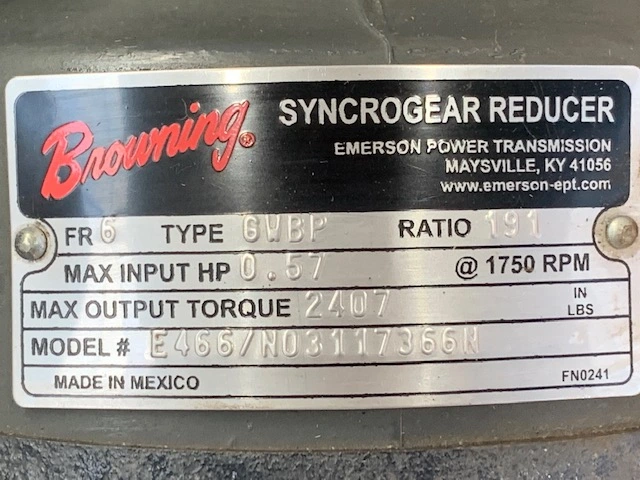 Browning®
SYNCROGEAR REDUCER
EMERSON POWER TRANSMISSION
MAYSVILLE, KY 41056
www.emerson-ept.com
FR 6 TYPE GWBP RATIO 191
MAX INPUT HP 0.57 @ 1750 RPM
MAX OUTPUT TORQUE 2407 IN LBS
MODEL # E466/N03117366N
MADE IN MEXICO FN0241